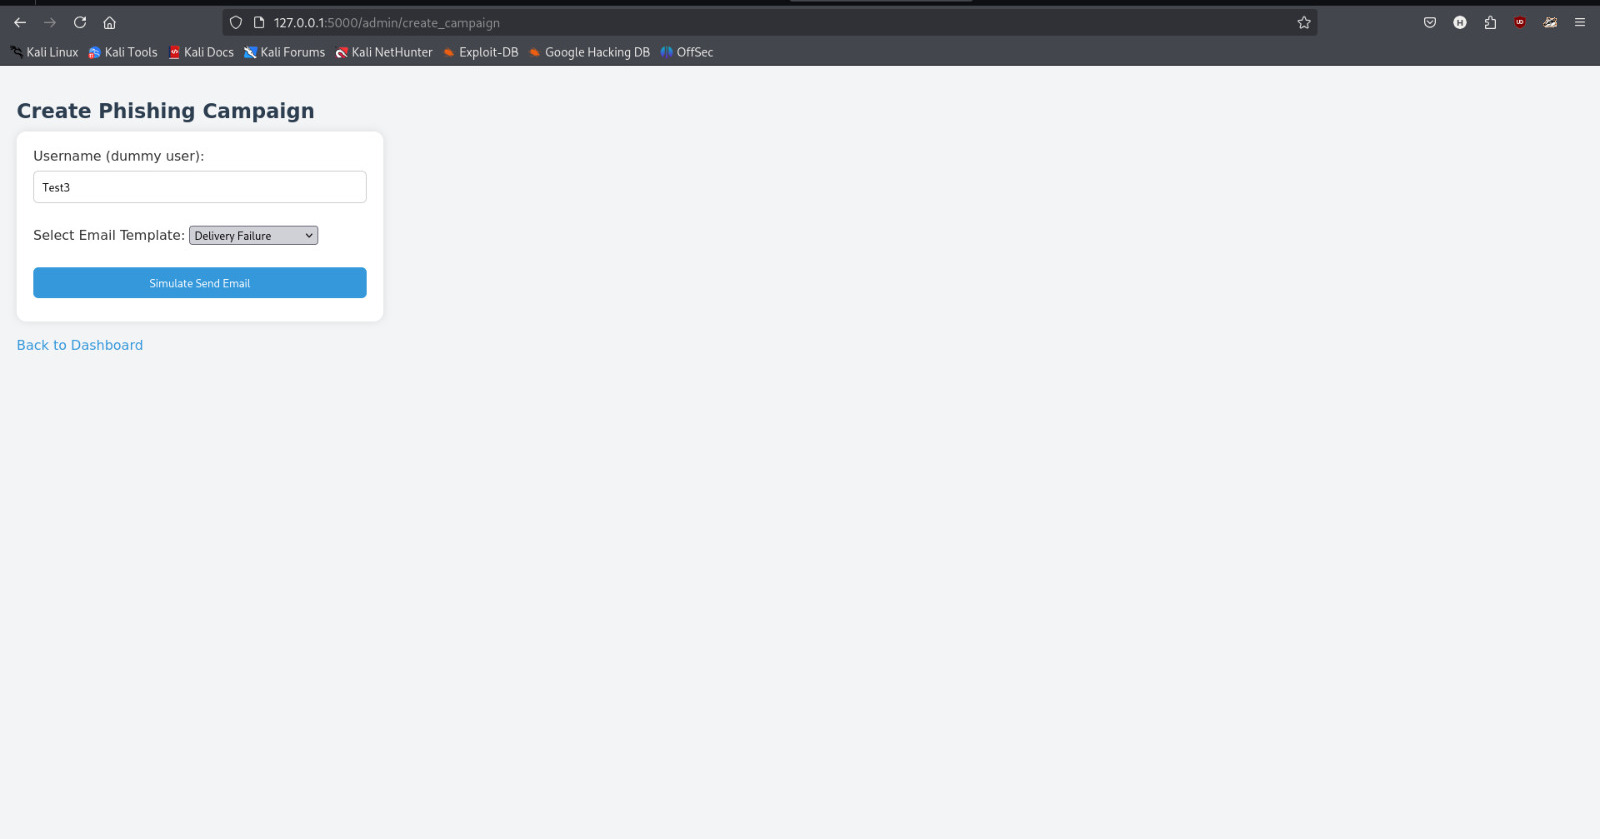 127.0.0.1:5000/admin/create_campaign
Kali Linux Kali Tools Kali Docs Kali Forums Kali NetHunter Exploit-DB Google Hacking DB OffSec
Create Phishing Campaign
Username (dummy user):
Test3
Select Email Template: Delivery Failure
Simulate Send Email
Back to Dashboard